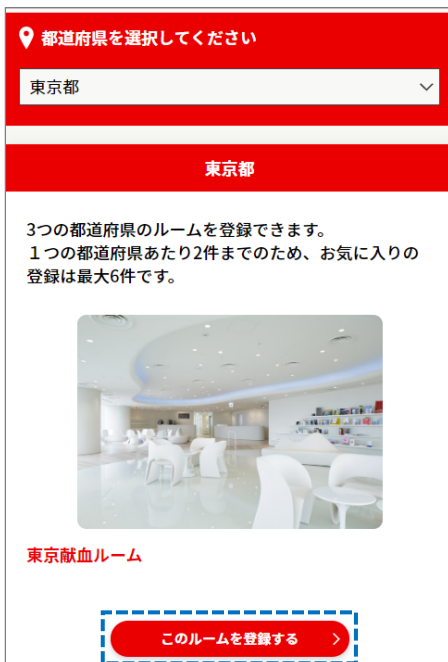 都道府県を選択してください
東京都
東京都
3つの都道府県のルームを登録できます。
１つの都道府県あたり2件までのため、お気に入りの
登録は最大6件です。
東京献血ルーム
このルームを登録する